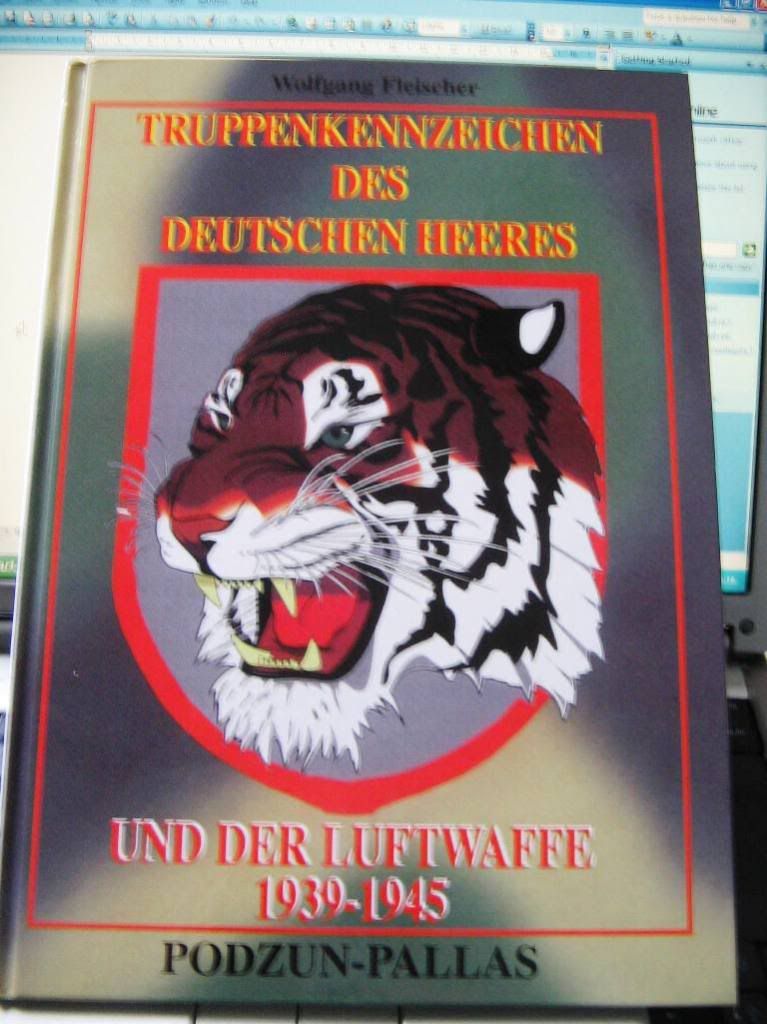 Wolfgang Fleischer
TRUPPENKENNZEICHEN
DES
DEUTSCHEN HEERES
UND DER LUFTWAFFE
1939-1945
PODZUN-PALLAS